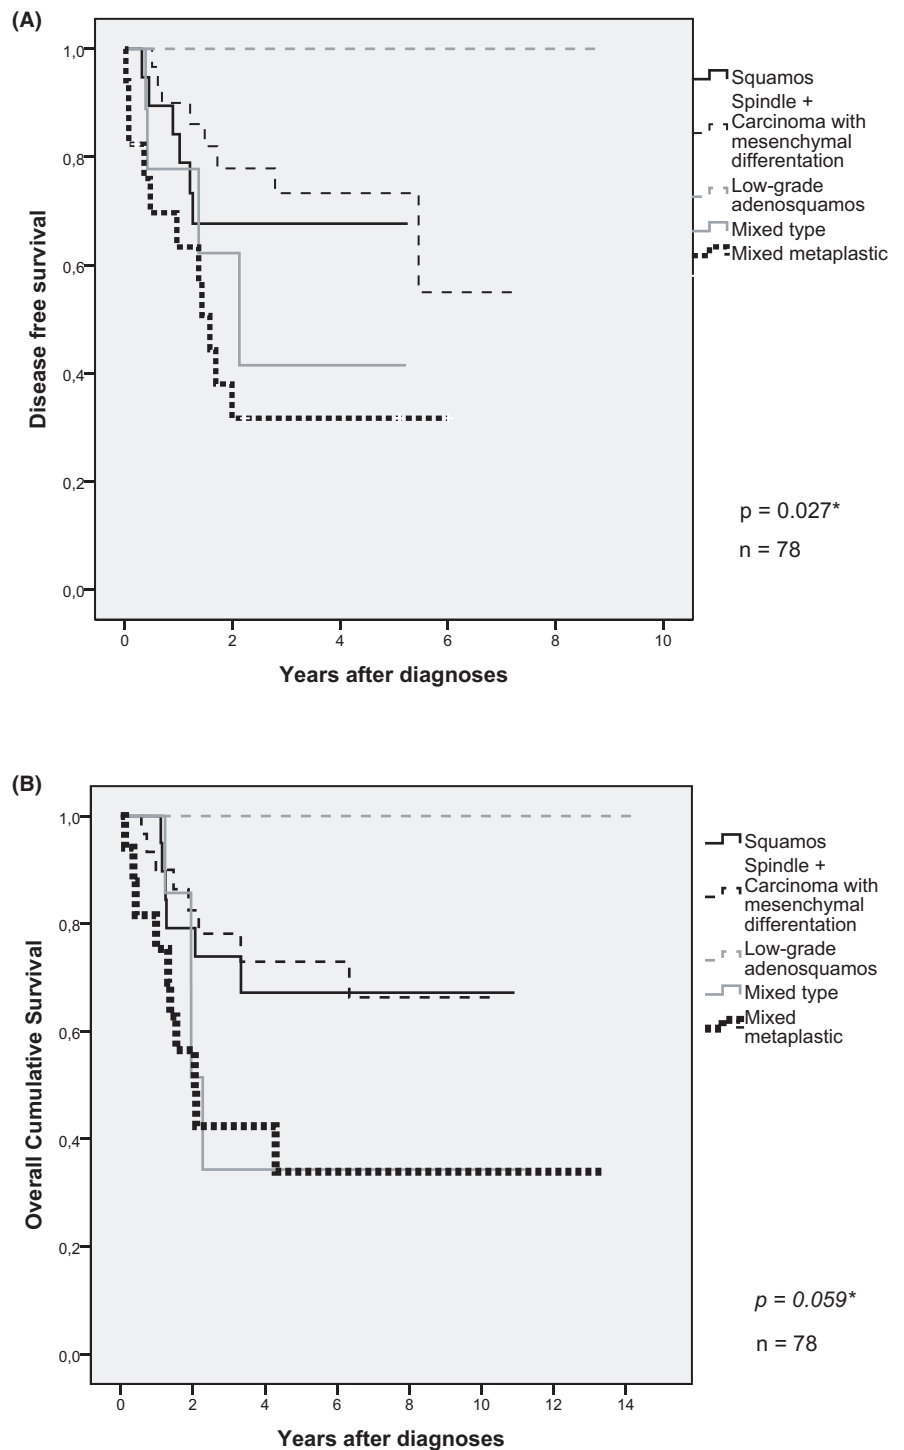 (A)
1,0
0,8
0,6
0,4
0,2
0,0
Disease free survival
0 2 4 6 8 10
Years after diagnoses
Squamos
Spindle +
Carcinoma with
mesenchymal
differentation
Low-grade
adenosquamos
Mixed type
Mixed metaplastic
p = 0.027*
n = 78
(B)
1,0
0,8
0,6
0,4
0,2
0,0
Overall Cumulative Survival
0 2 4 6 8 10 12 14
Years after diagnoses
Squamos
Spindle +
Carcinoma with
mesenchymal
differentation
Low-grade
adenosquamos
Mixed type
Mixed
metaplastic
p = 0.059*
n = 78